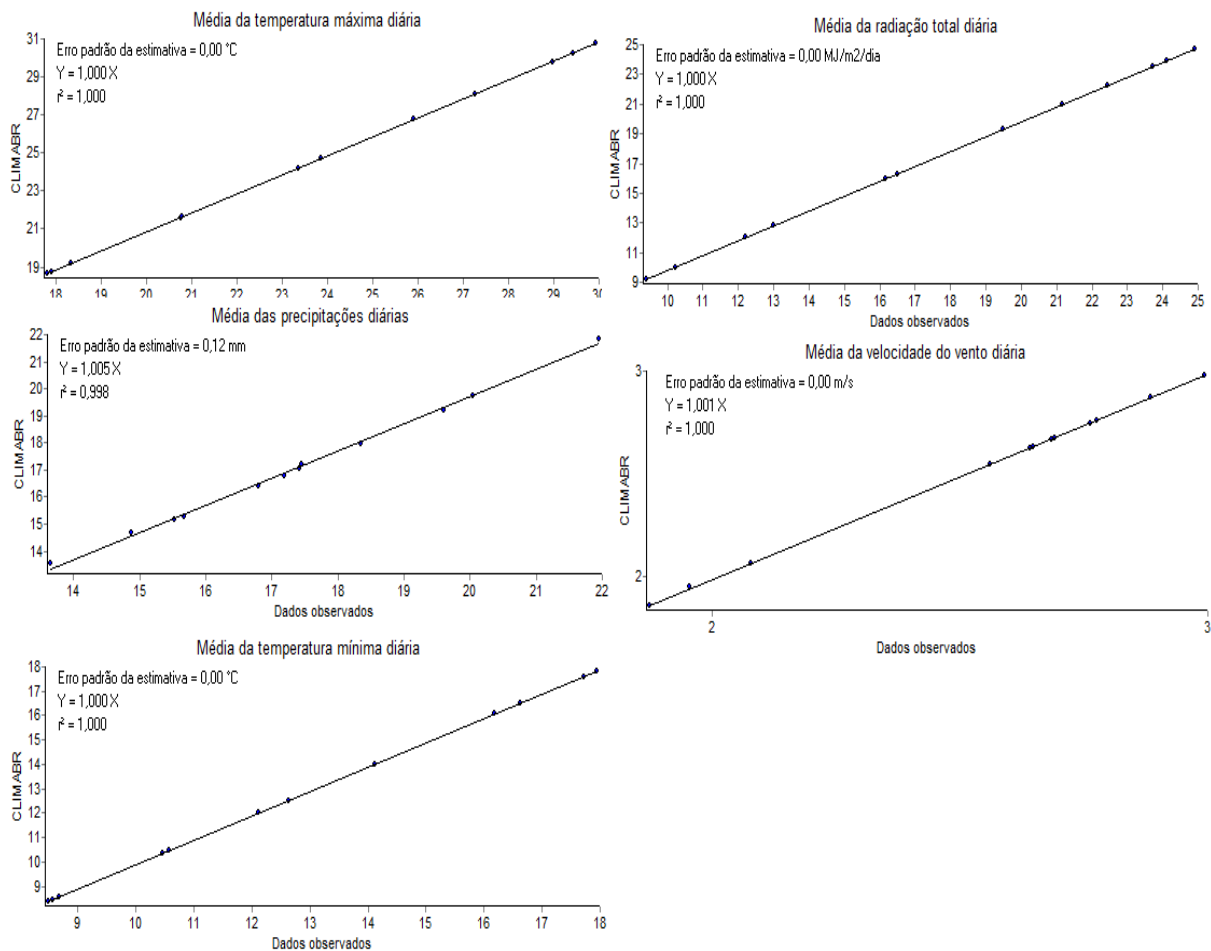 Média da temperatura máxima diária
Erro padrão da estimativa = 0,00 °C
Y = 1,000 X
r² = 1,000
CLIMABR
31
29
27
25
23
21
19
18 19 20 21 22 23 24 25 26 27 28 29 30
Média da radiação total diária
Erro padrão da estimativa = 0,00 MJ/m2/dia
Y = 1,000 X
r² = 1,000
CLIMABR
25
23
21
19
17
15
13
11
9
10 11 12 13 14 15 16 17 18 19 20 21 22 23 24 25
Dados observados
Média das precipitações diárias
Erro padrão da estimativa = 0,12 mm
Y = 1,005 X
r² = 0,998
CLIMABR
22
21
20
19
18
17
16
15
14
14 15 16 17 18 19 20 21 22
Dados observados
Média da velocidade do vento diária
Erro padrão da estimativa = 0,00 m/s
Y = 1,001 X
r² = 1,000
CLIMABR
3
2
2 3
Dados observados
Média da temperatura mínima diária
Erro padrão da estimativa = 0,00 °C
Y = 1,000 X
r² = 1,000
CLIMABR
18
17
16
15
14
13
12
11
10
9
9 10 11 12 13 14 15 16 17 18
Dados observados